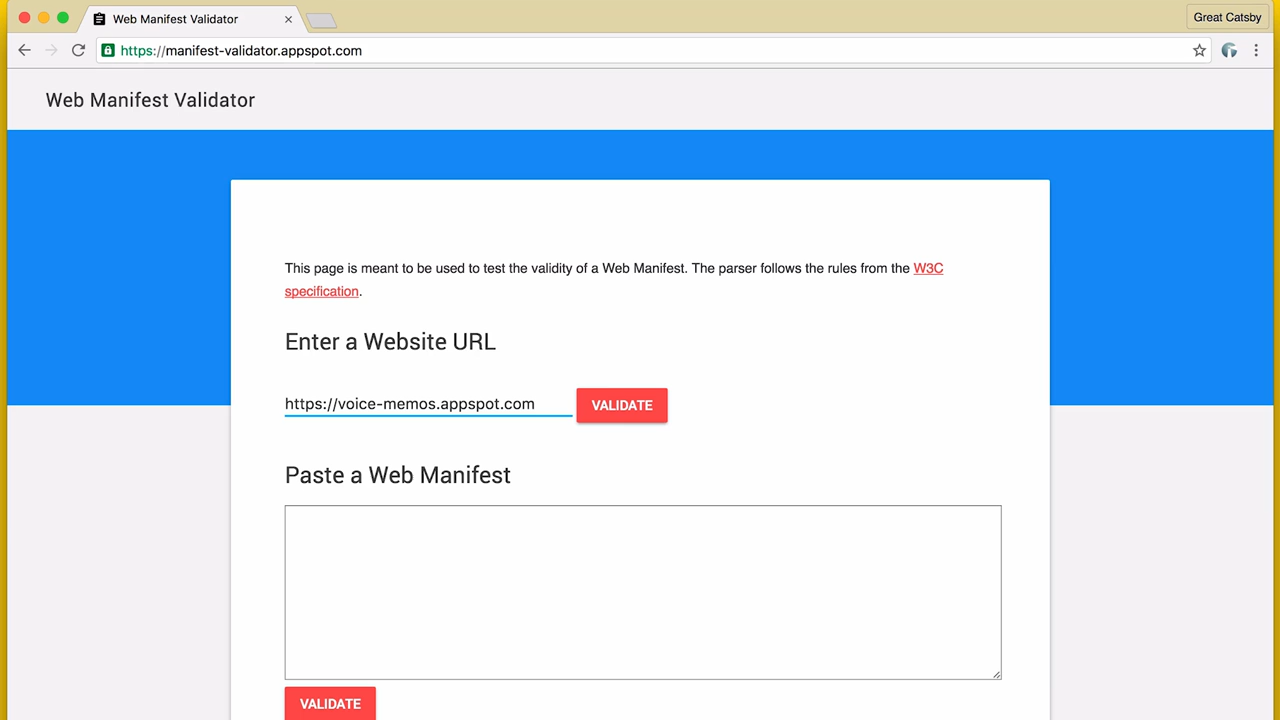 Web Manifest Validator
Great Catsby
https://manifest-validator.appspot.com
Web Manifest Validator
This page is meant to be used to test the validity of a Web Manifest. The parser follows the rules from the W3C
specification.
Enter a Website URL
https://voice-memos.appspot.com VALIDATE
Paste a Web Manifest
VALIDATE